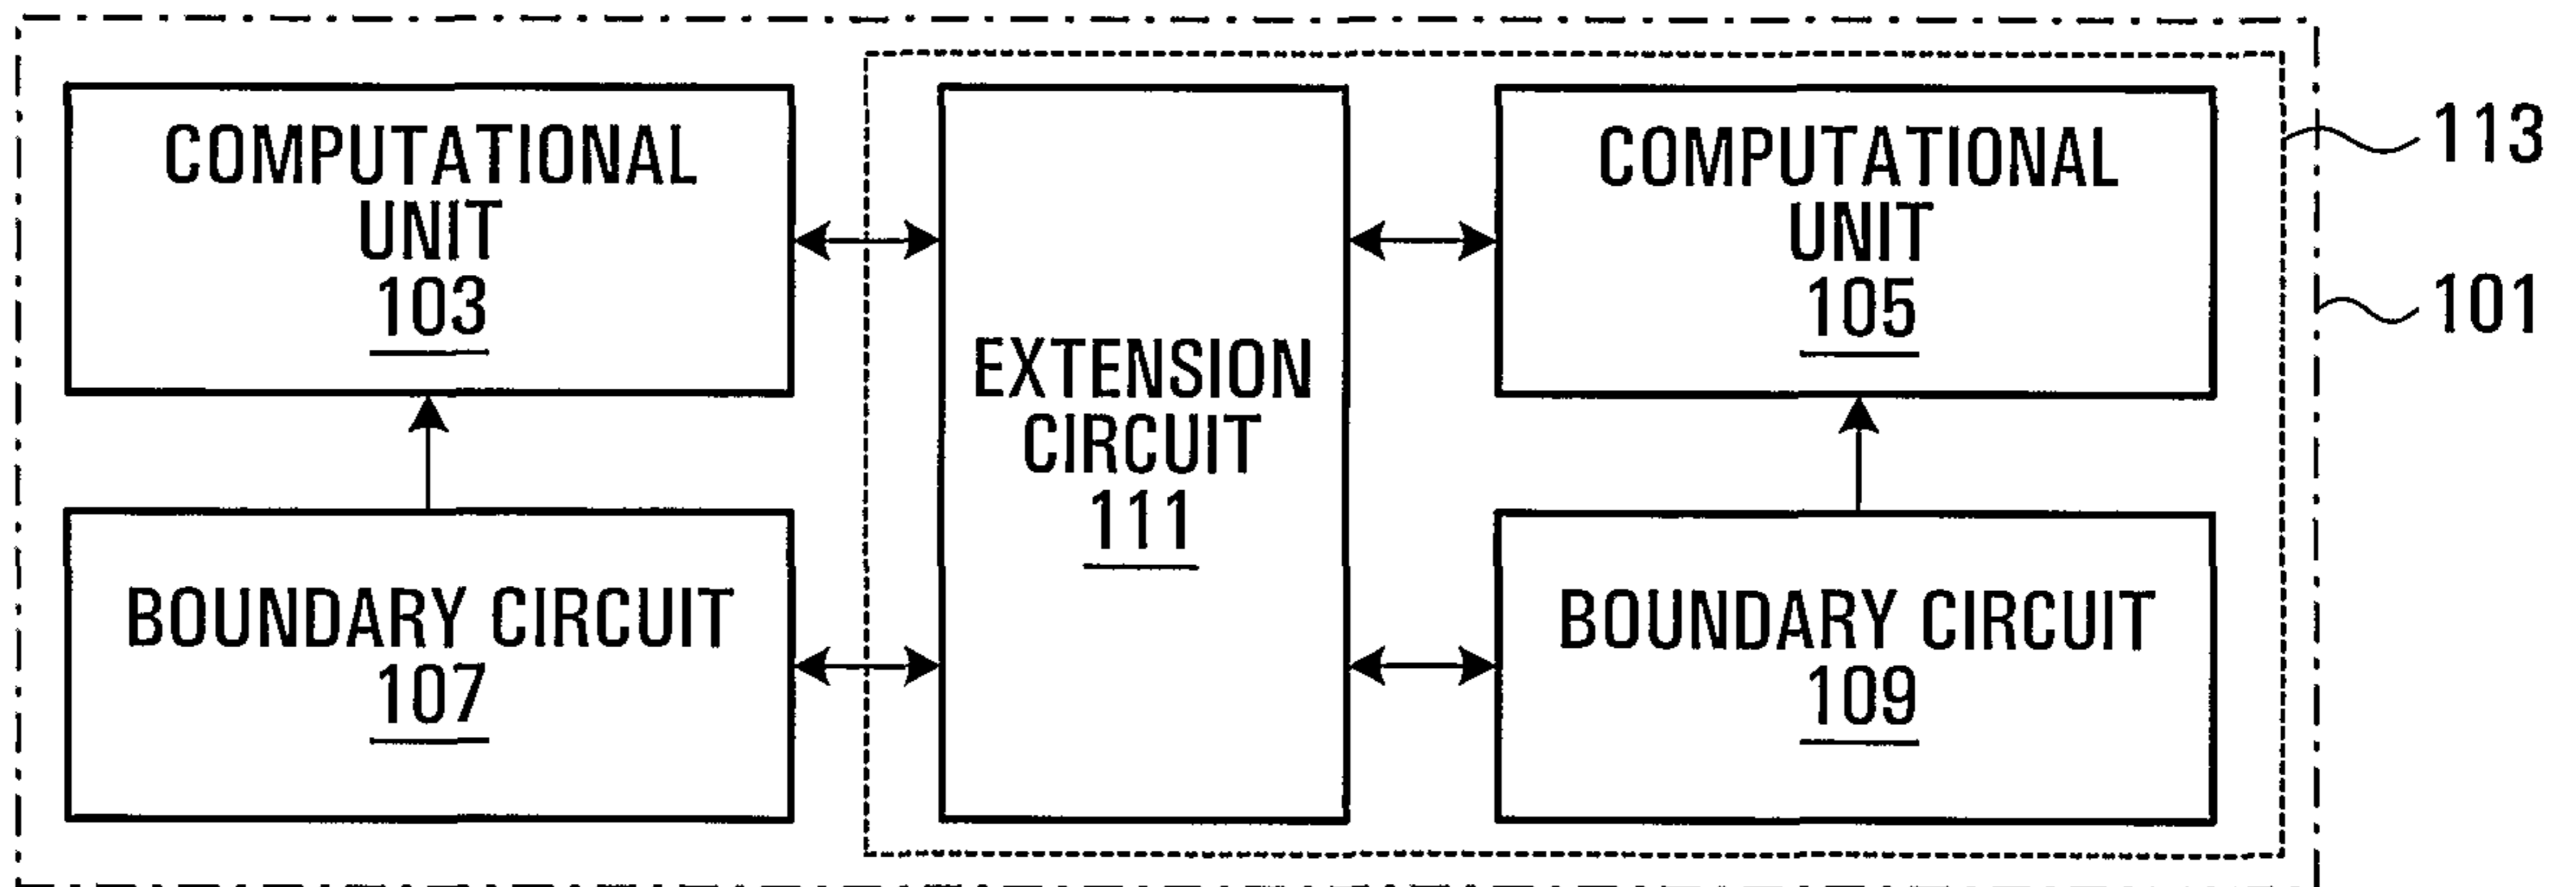 COMPUTATIONAL
UNIT
103
EXTENSION
CIRCUIT
111
COMPUTATIONAL
UNIT
105
BOUNDARY CIRCUIT
107
BOUNDARY CIRCUIT
109
113
101